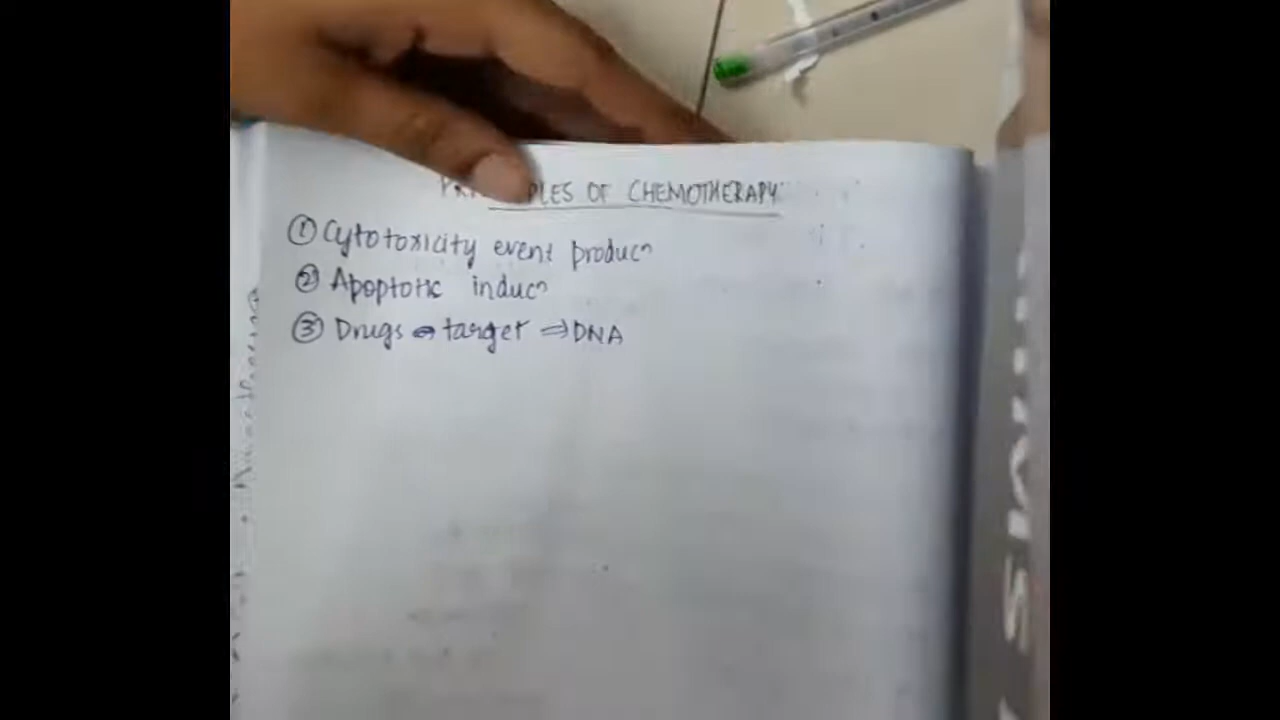 PLES OF CHEMOTHERAPY
① Cytotoxicity event producn
② Apoptotic inducn
③ Drugs target ⇒ DNA